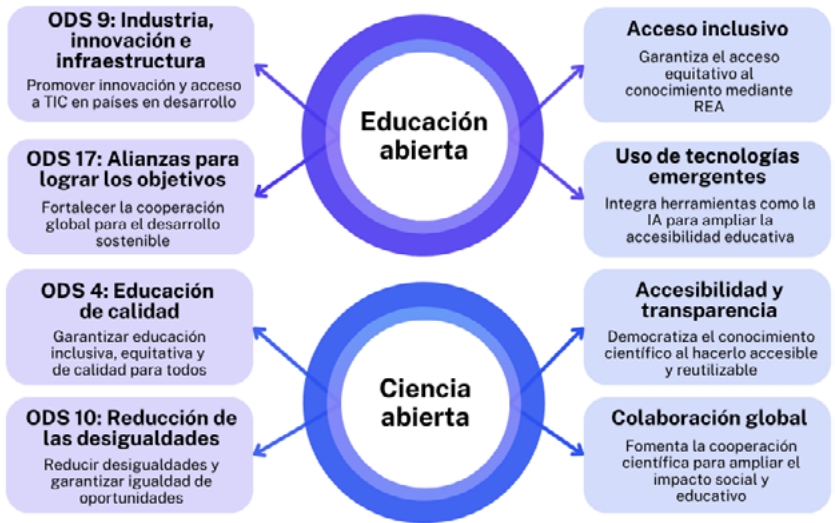 ODS 9: Industria,
innovación e
infraestructura
Promover innovación y acceso
a TIC en países en desarrollo
ODS 17: Alianzas para
lograr los objetivos
Fortalecer la cooperación
global para el desarrollo
sostenible
Educación
abierta
Acceso inclusivo
Garantiza el acceso
equitativo al
conocimiento mediante
REA
Uso de tecnologías
emergentes
Integra herramientas como la
IA para ampliar la
accesibilidad educativa
ODS 4: Educación
de calidad
Garantizar educación
inclusiva, equitativa y
de calidad para todos
ODS 10: Reducción de
las desigualdades
Reducir desigualdades y
garantizar igualdad de
oportunidades
Ciencia
abierta
Accesibilidad y
transparencia
Democratiza el conocimiento
científico al hacerlo accesible
y reutilizable
Colaboración global
Fomenta la cooperación
científica para ampliar el
impacto social y
educativo